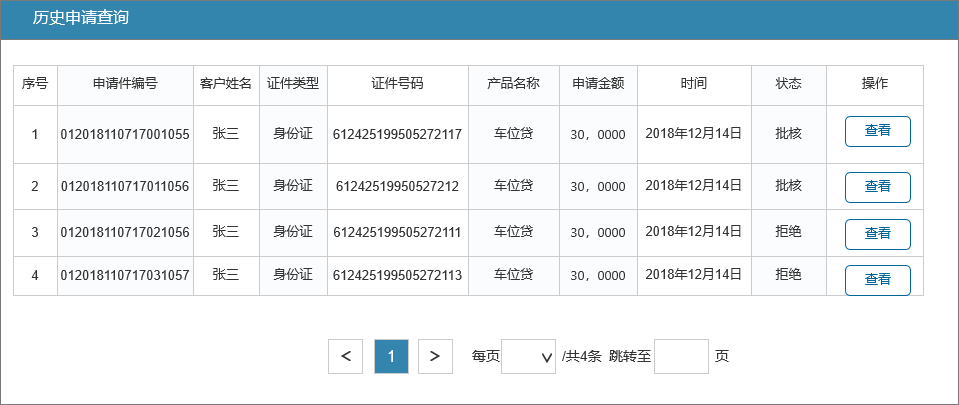 历史申请查询
序号 申请件编号 客户姓名 证件类型 证件号码 产品名称 申请金额 时间 状态 操作
1 012018110717001055 张三 身份证 612425199505272117 车位贷 30，0000 2018年12月14日 批核 查看
2 012018110717011056 张三 身份证 61242519950527212 车位贷 30，0000 2018年12月14日 批核 查看
3 012018110717021056 张三 身份证 612425199505272111 车位贷 30，0000 2018年12月14日 拒绝 查看
4 012018110717031057 张三 身份证 612425199505272113 车位贷 30，0000 2018年12月14日 拒绝 查看
< 1 > 每页 /共4条 跳转至 页